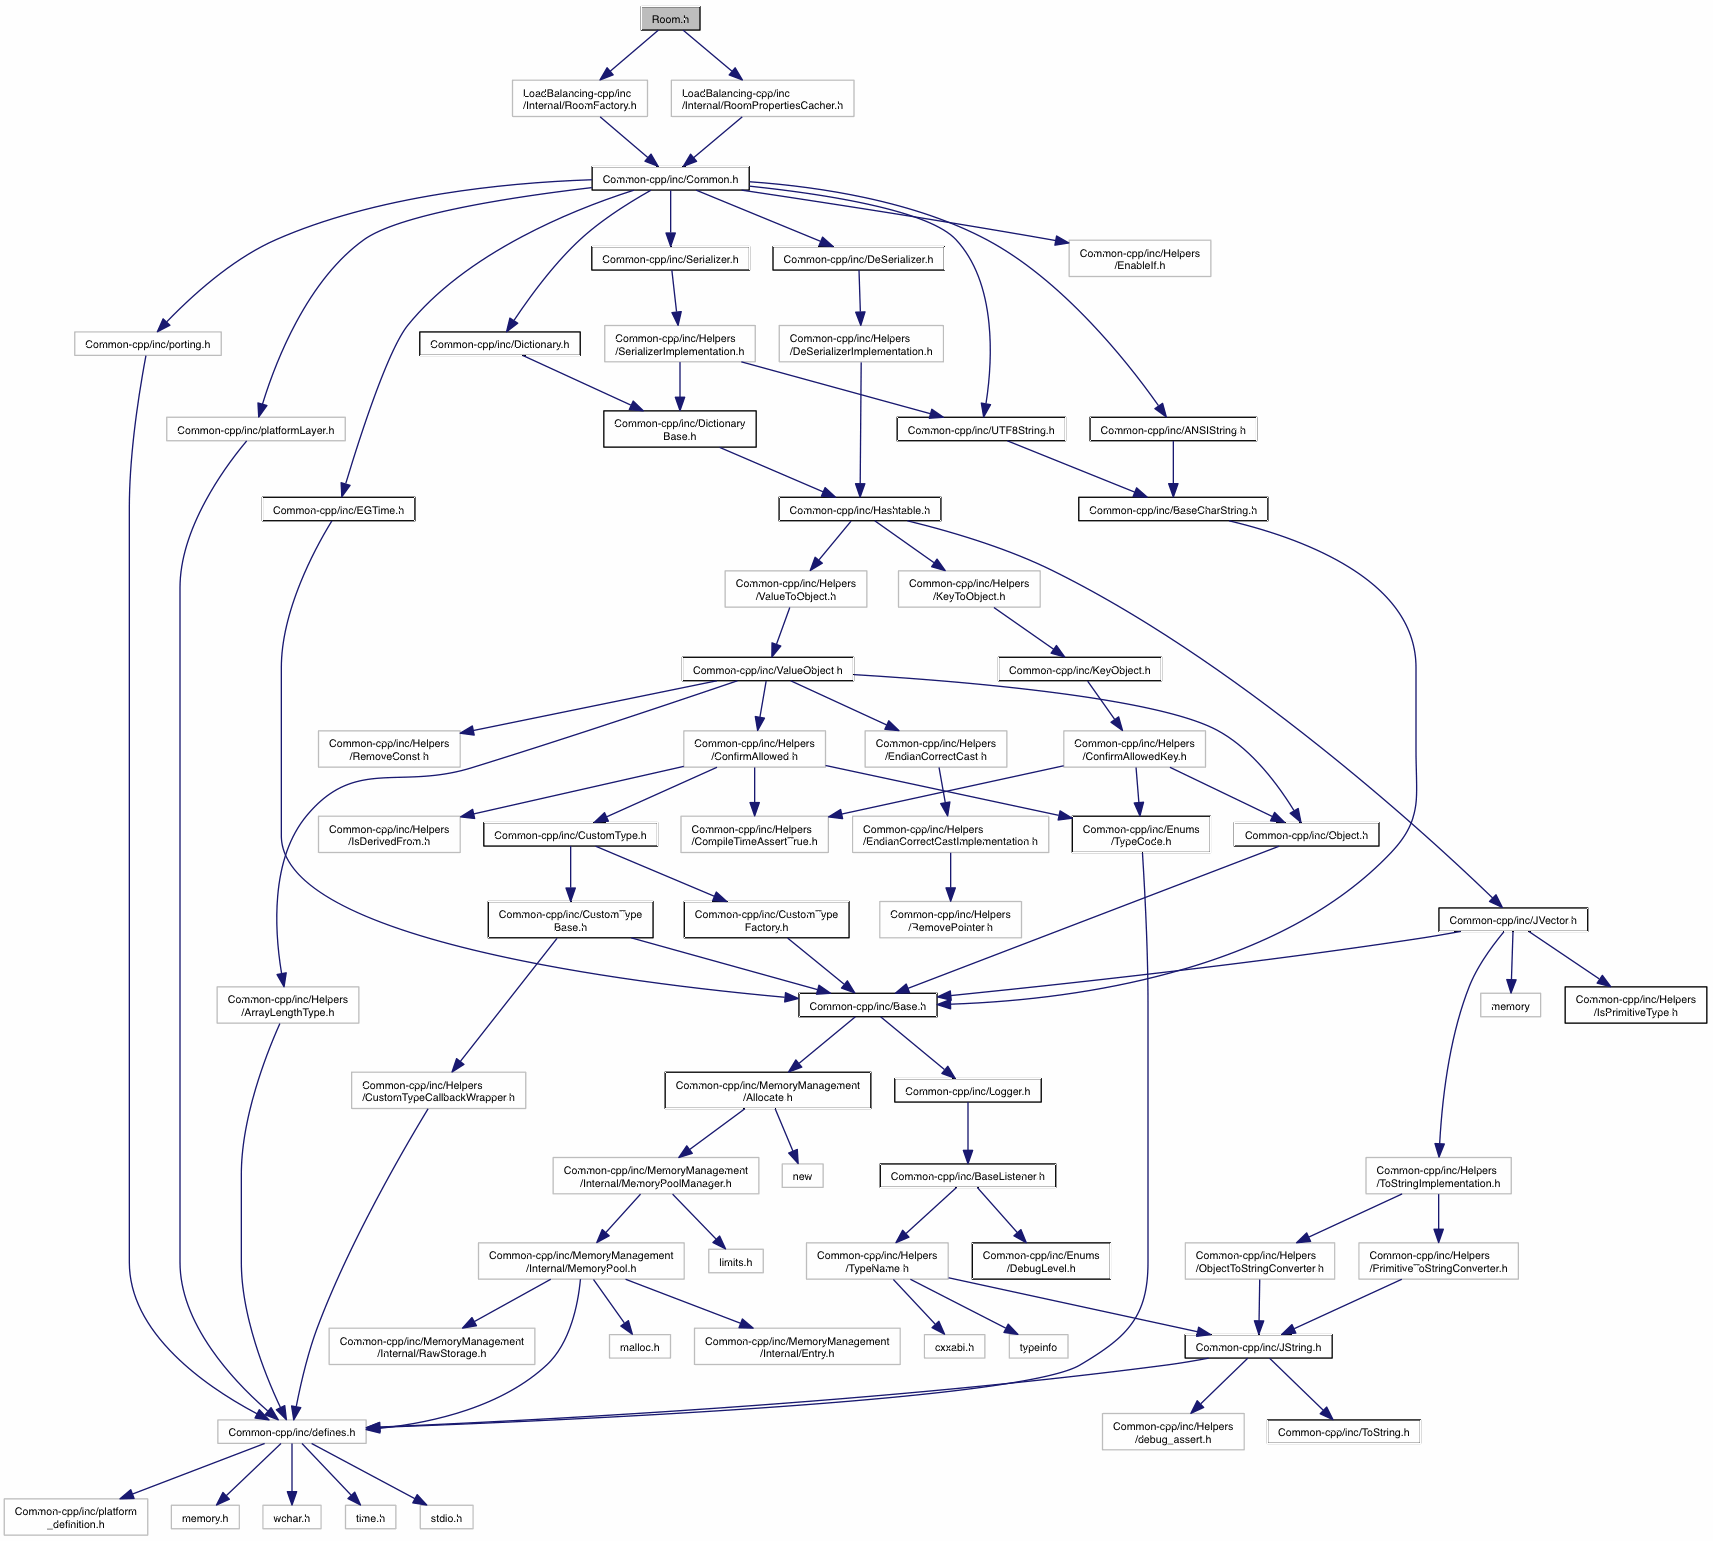 Room.h
LoadBalancing-cpp/inc
/Internal/RoomFactory.h
LoadBalancing-cpp/inc
/Internal/RoomPropertiesCacher.h
Common-cpp/inc/Common.h
Common-cpp/inc/Serializer.h
Common-cpp/inc/DeSerializer.h
Common-cpp/inc/Helpers
/EnableIf.h
Common-cpp/inc/porting.h
Common-cpp/inc/Dictionary.h
Common-cpp/inc/Helpers
/SerializerImplementation.h
Common-cpp/inc/Helpers
/DeSerializerImplementation.h
Common-cpp/inc/platformLayer.h
Common-cpp/inc/Dictionary
Base.h
Common-cpp/inc/UTF8String.h
Common-cpp/inc/ANSIString.h
Common-cpp/inc/EGTime.h
Common-cpp/inc/Hashtable.h
Common-cpp/inc/BaseCharString.h
Common-cpp/inc/Helpers
/ValueToObject.h
Common-cpp/inc/Helpers
/KeyToObject.h
Common-cpp/inc/ValueObject.h
Common-cpp/inc/KeyObject.h
Common-cpp/inc/Helpers
/RemoveConst.h
Common-cpp/inc/Helpers
/ConfirmAllowed.h
Common-cpp/inc/Helpers
/EndianCorrectCast.h
Common-cpp/inc/Helpers
/ConfirmAllowedKey.h
Common-cpp/inc/Helpers
/IsDerivedFrom.h
Common-cpp/inc/CustomType.h
Common-cpp/inc/Helpers
/CompileTimeAssertTrue.h
Common-cpp/inc/Helpers
/EndianCorrectCastImplementation.h
Common-cpp/inc/Enums
/TypeCode.h
Common-cpp/inc/Object.h
Common-cpp/inc/CustomType
Base.h
Common-cpp/inc/CustomType
Factory.h
Common-cpp/inc/Helpers
/RemovePointer.h
Common-cpp/inc/JVector.h
Common-cpp/inc/Helpers
/ArrayLengthType.h
Common-cpp/inc/Base.h
memory
Common-cpp/inc/Helpers
/IsPrimitiveType.h
Common-cpp/inc/Helpers
/CustomTypeCallbackWrapper.h
Common-cpp/inc/MemoryManagement
/Allocate.h
Common-cpp/inc/Logger.h
Common-cpp/inc/MemoryManagement
/Internal/MemoryPoolManager.h
new
Common-cpp/inc/BaseListener.h
Common-cpp/inc/Helpers
/ToStringImplementation.h
Common-cpp/inc/MemoryManagement
/Internal/MemoryPool.h
limits.h
Common-cpp/inc/Helpers
/TypeName.h
Common-cpp/inc/Enums
/DebugLevel.h
Common-cpp/inc/Helpers
/ObjectToStringConverter.h
Common-cpp/inc/Helpers
/PrimitiveToStringConverter.h
Common-cpp/inc/MemoryManagement
/Internal/RawStorage.h
malloc.h
Common-cpp/inc/MemoryManagement
/Internal/Entry.h
cxxabi.h
typeinfo
Common-cpp/inc/JString.h
Common-cpp/inc/defines.h
Common-cpp/inc/Helpers
/debug_assert.h
Common-cpp/inc/ToString.h
Common-cpp/inc/platform
_definition.h
memory.h
wchar.h
time.h
stdio.h